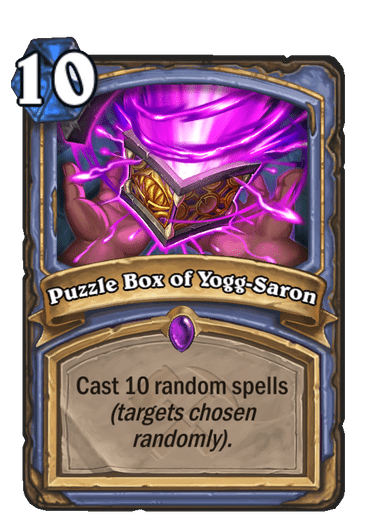 10
Puzzle Box of Yogg-Saron
Cast 10 random spells
(targets chosen
randomly).